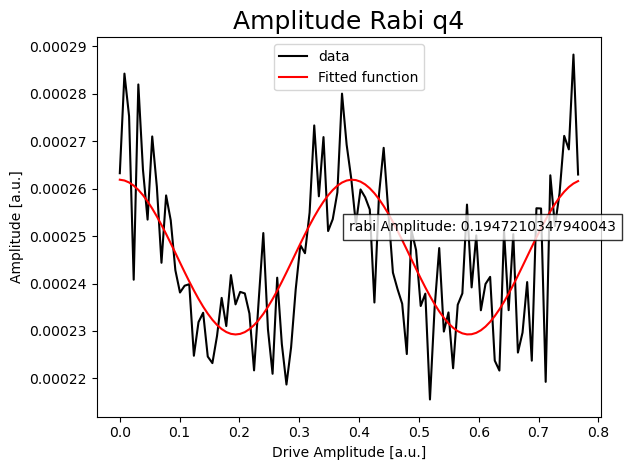 Amplitude Rabi q4
data
Fitted function
rabi Amplitude: 0.1947210347940043
Amplitude [a.u.]
0.00029
0.00028
0.00027
0.00026
0.00025
0.00024
0.00023
0.00022
0.0 0.1 0.2 0.3 0.4 0.5 0.6 0.7 0.8
Drive Amplitude [a.u.]